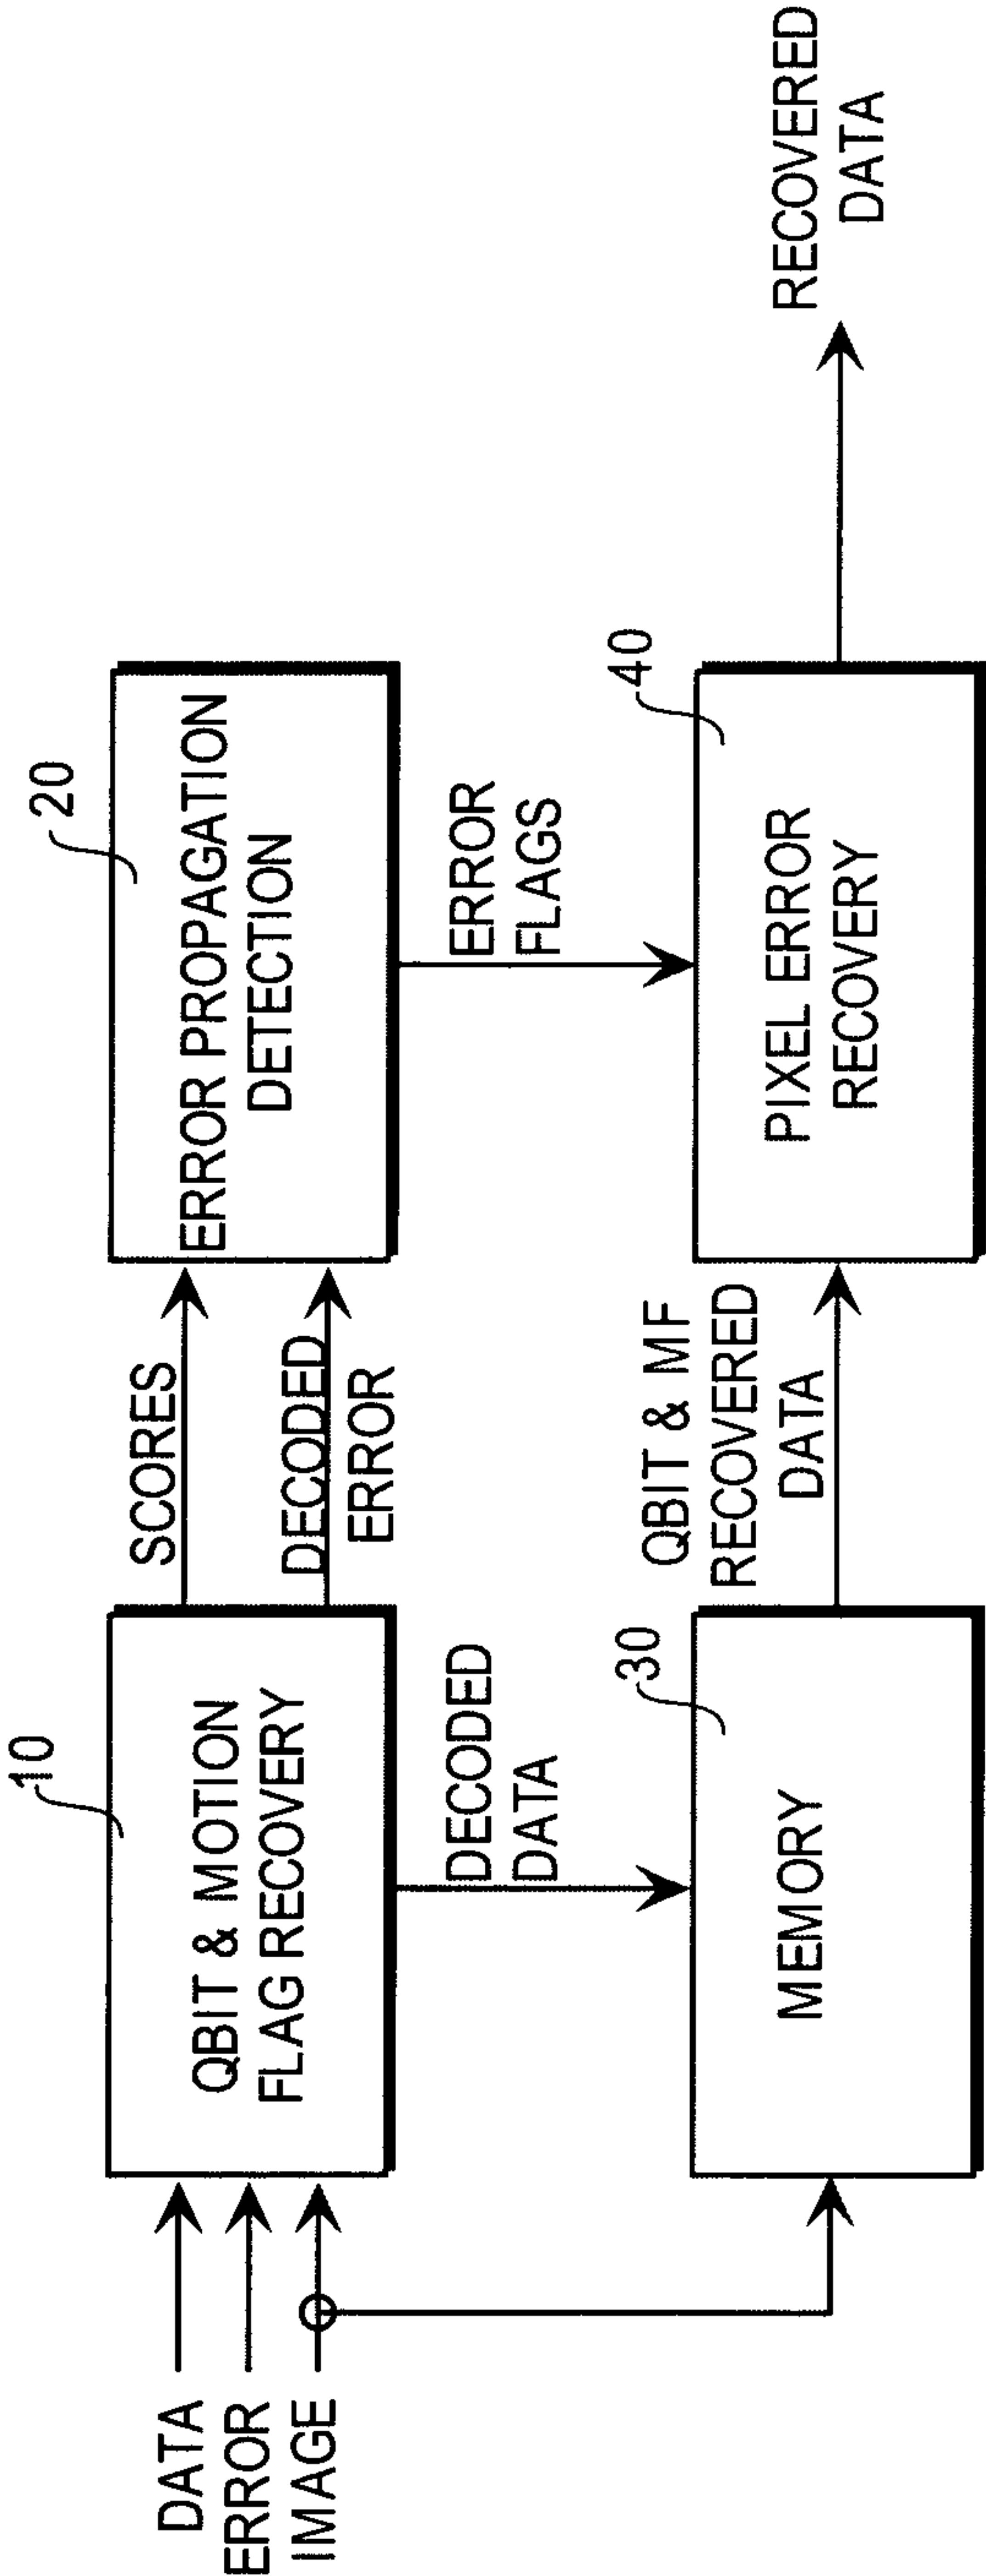 DATA
ERROR
IMAGE
10
QBIT & MOTION
FLAG RECOVERY
SCORES
DECODED
ERROR
20
ERROR PROPAGATION
DETECTION
DECODED
DATA
ERROR
FLAGS
30
MEMORY
QBIT & MF
RECOVERED
DATA
40
PIXEL ERROR
RECOVERY
RECOVERED
DATA